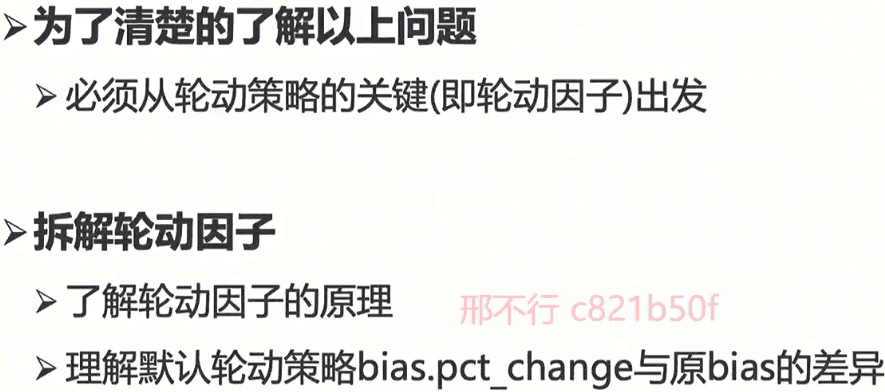 ➢为了清楚的了解以上问题
➢必须从轮动策略的关键(即轮动因子)出发
➢拆解轮动因子
➢了解轮动因子的原理
邢不行 c821b50f
➢理解默认轮动策略bias.pct_change与原bias的差异